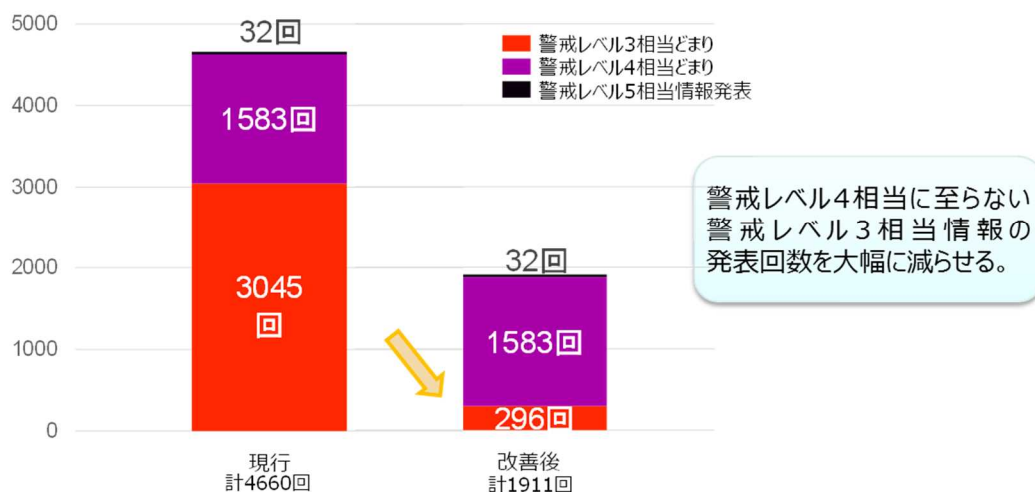 5000
4000
3000
2000
1000
0
32回
1583回
3045
回
現行
計4660回
32回
1583回
296回
改善後
計1911回
警戒レベル3相当どまり
警戒レベル4相当どまり
警戒レベル5相当情報発表
警戒レベル4相当に至らない
警戒レベル3相当情報の
発表回数を大幅に減らせる。